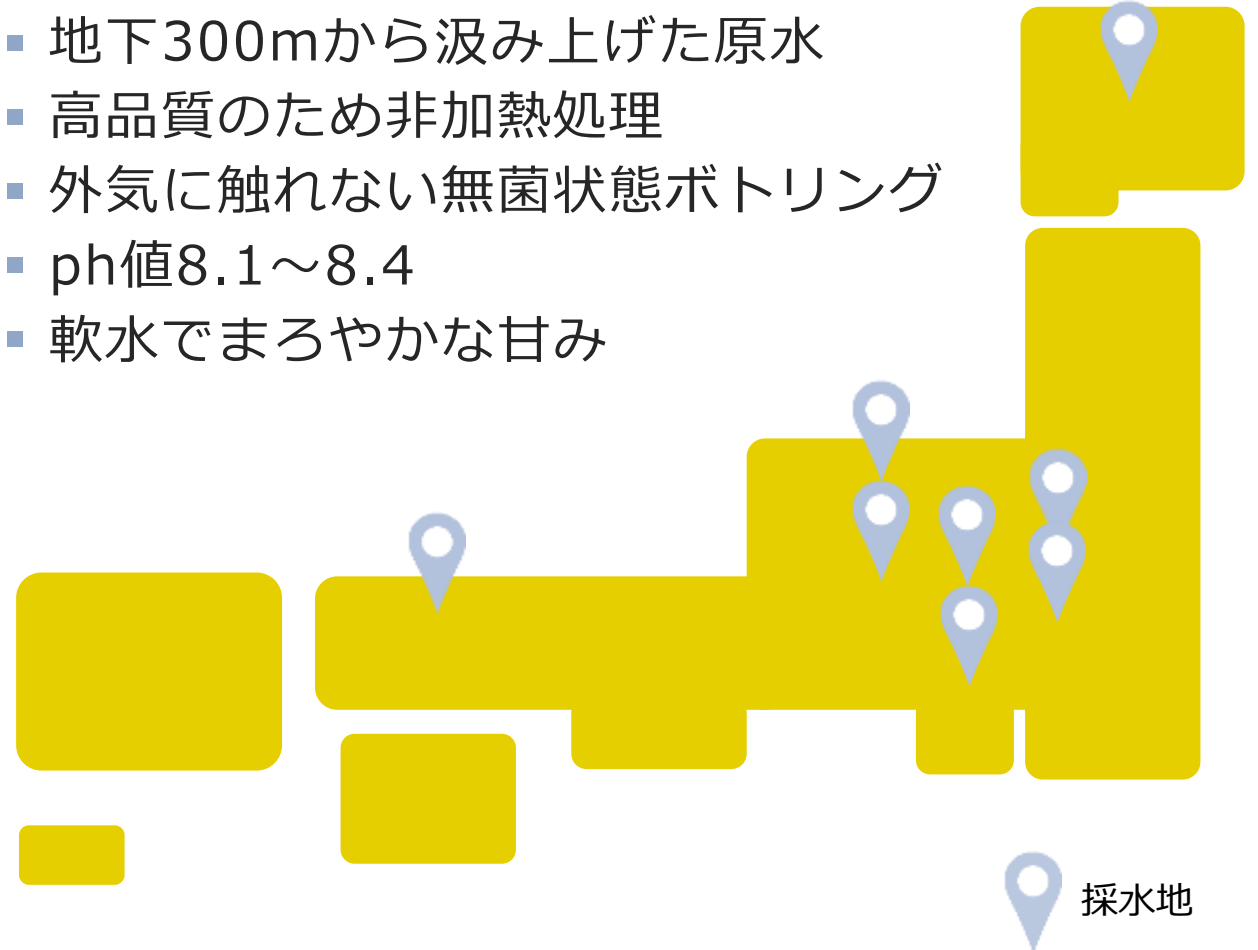 地下300mから汲み上げた原水
高品質のため非加熱処理
外気に触れない無菌状態ボトリング
ph値8.1～8.4
軟水でまろやかな甘み
採水地